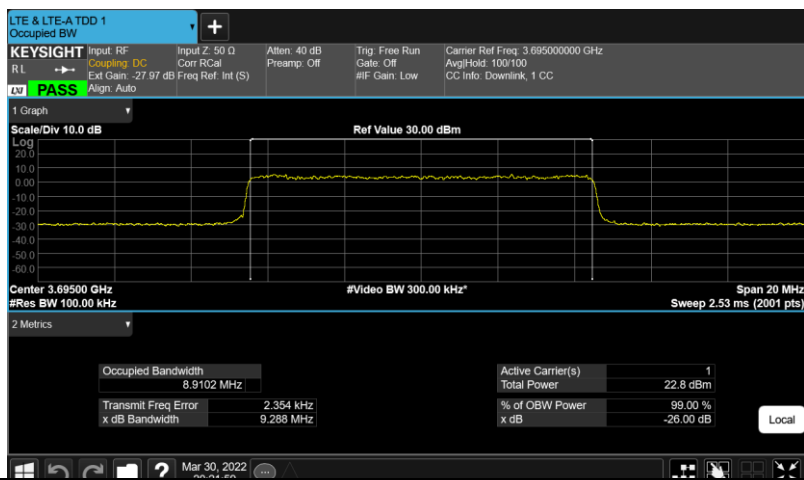 LTE & LTE-A TDD 1
Occupied BW
KEYSIGHT Input: RF Input Z: 50 Ω Atten: 40 dB Trig: Free Run Carrier Ref Freq: 3.695000000 GHz
RL Coupling: DC Corr RCal Preamp: Off Gate: Off Avg|Hold: 100/100
Ext Gain: -27.97 dB Freq Ref: Int (S) #IF Gain: Low CC Info: Downlink, 1 CC
LXI PASS Align: Auto
1 Graph
Scale/Div 10.0 dB Ref Value 30.00 dBm
Log
20.0
10.0
0.00
-10.0
-20.0
-30.0
-40.0
-50.0
-60.0
Center 3.69500 GHz #Video BW 300.00 kHz* Span 20 MHz
#Res BW 100.00 kHz Sweep 2.53 ms (2001 pts)
2 Metrics
Occupied Bandwidth Active Carrier(s) 1
8.9102 MHz Total Power 22.8 dBm
Transmit Freq Error 2.354 kHz % of OBW Power 99.00 %
x dB Bandwidth 9.288 MHz x dB -26.00 dB
Local
? Mar 30, 2022